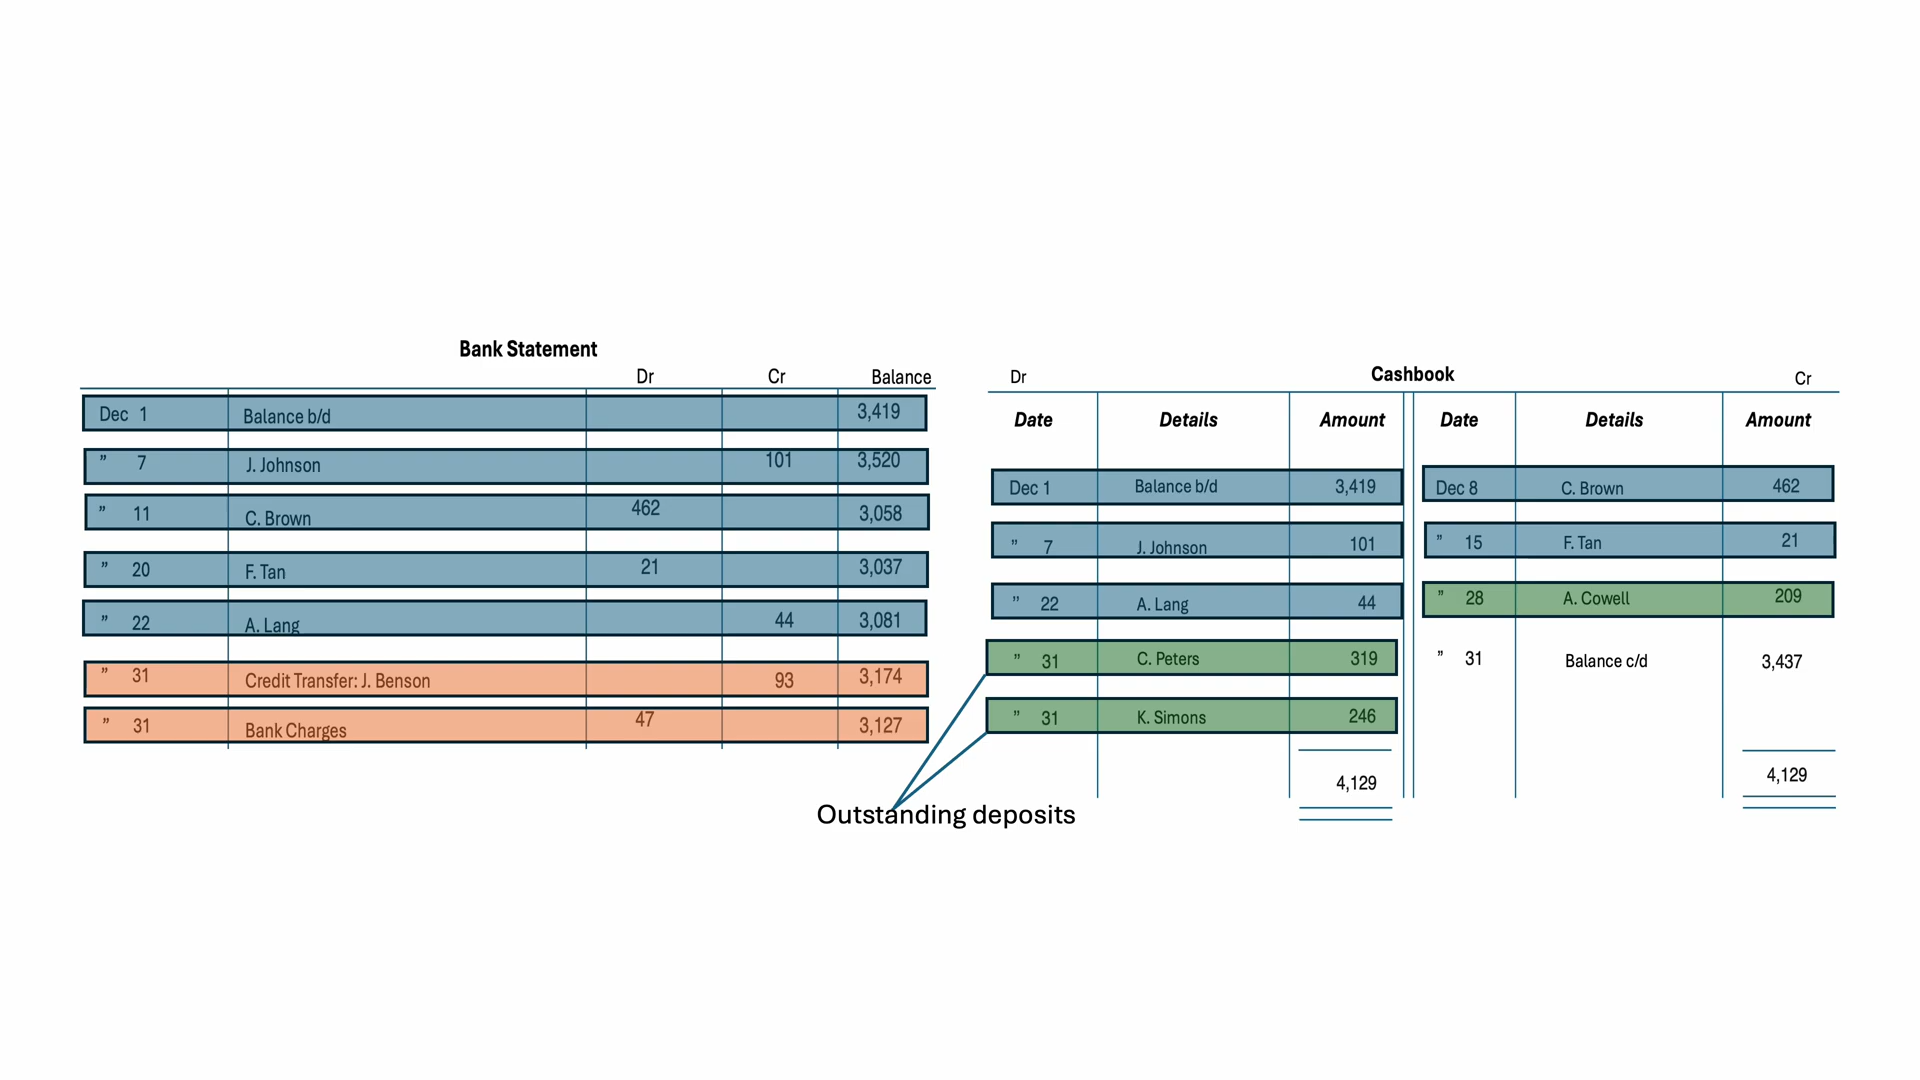 Bank Statement
Dr Cr Balance
Dec 1 Balance b/d 3,419
” 7 J. Johnson 101 3,520
” 11 C. Brown 462 3,058
” 20 F. Tan 21 3,037
” 22 A. Lang 44 3,081
” 31 Credit Transfer: J. Benson 93 3,174
” 31 Bank Charges 47 3,127
Dr Cashbook Cr
Date Details Amount Date Details Amount
Dec 1 Balance b/d 3,419 Dec 8 C. Brown 462
” 7 J. Johnson 101 ” 15 F. Tan 21
” 22 A. Lang 44 ” 28 A. Cowell 209
” 31 C. Peters 319 ” 31 Balance c/d 3,437
” 31 K. Simons 246
4,129 4,129
Outstanding deposits